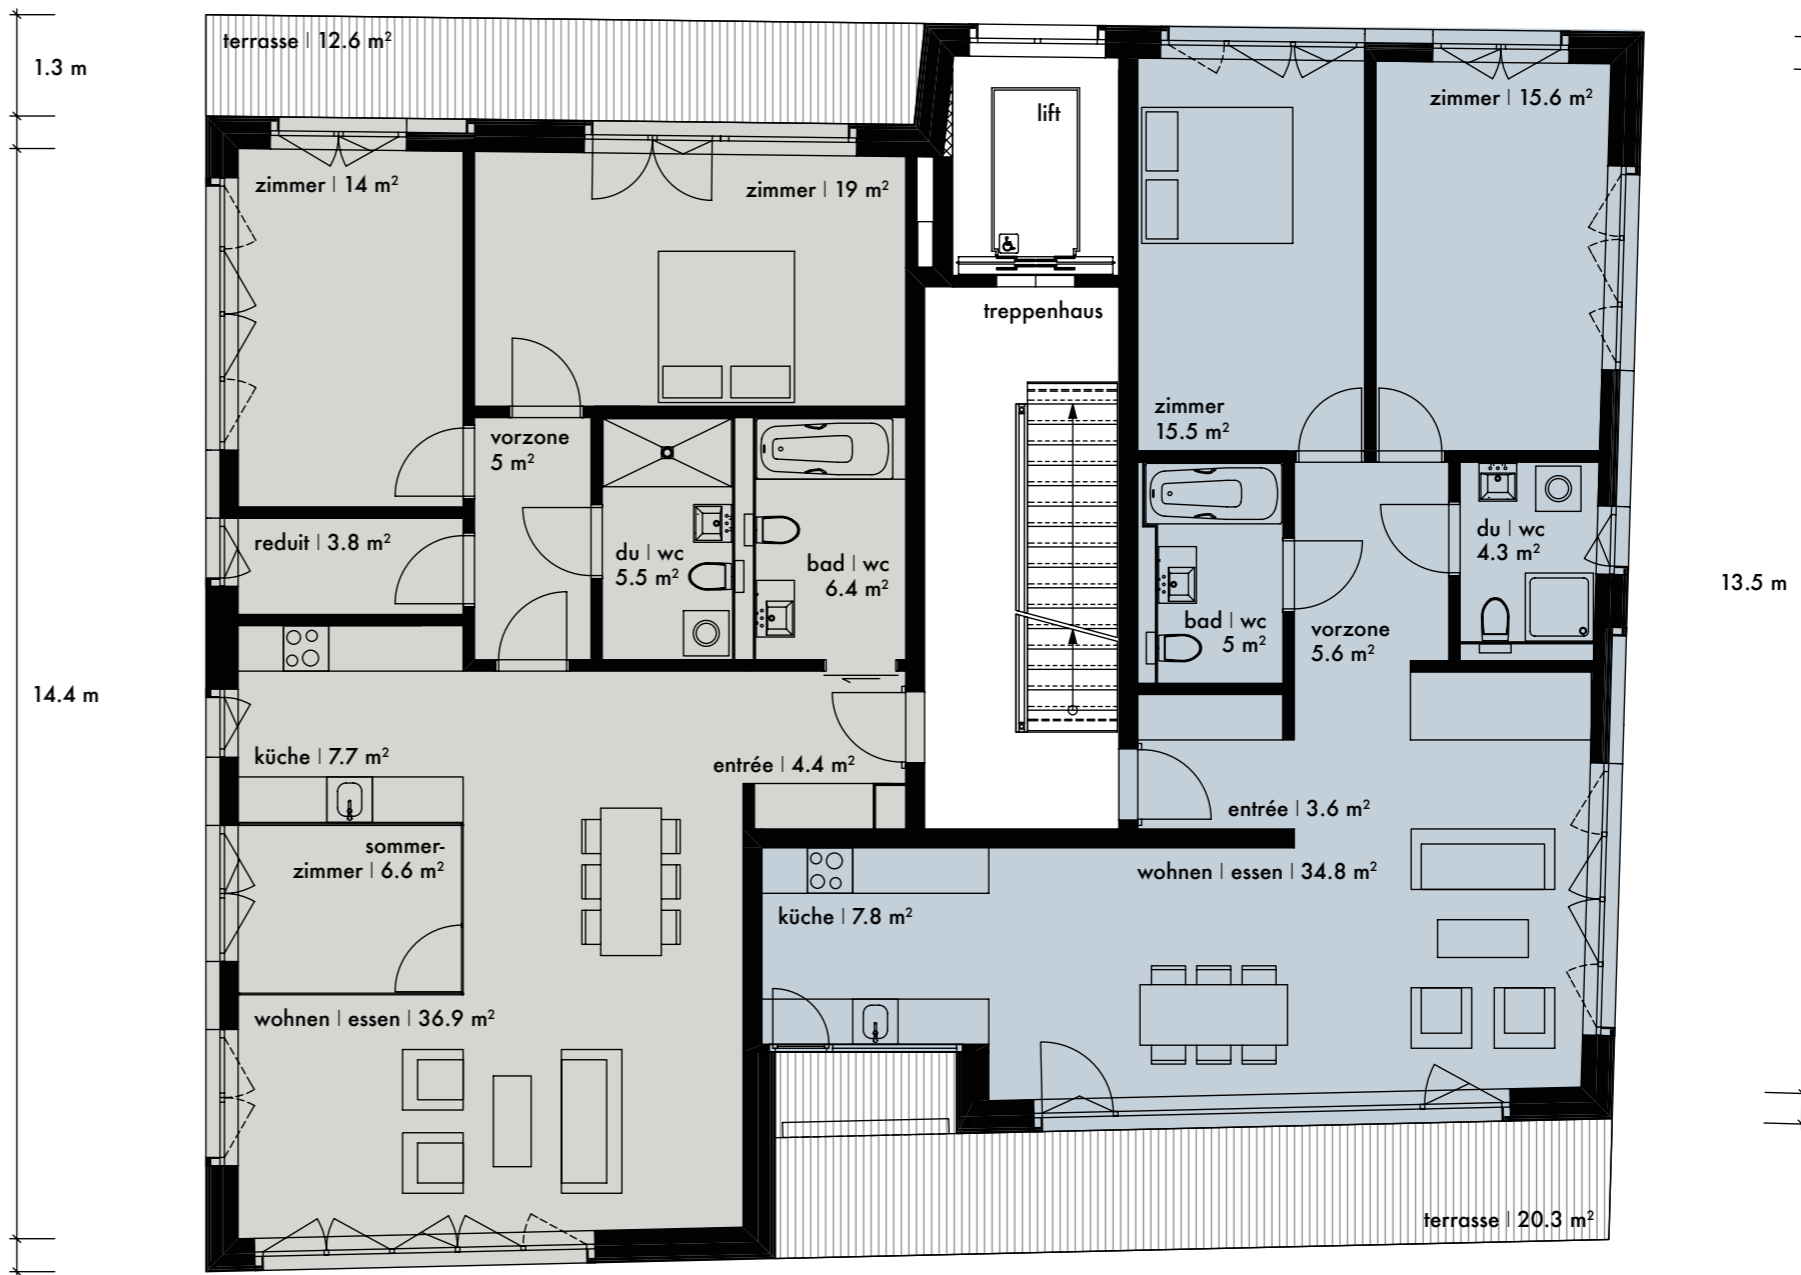 terrasse | 12.6 m²
1.3 m
lift
zimmer | 15.6 m²
zimmer | 14 m²
zimmer | 19 m²
treppenhaus
zimmer
15.5 m²
vorzone
5 m²
reduit | 3.8 m²
du | wc
5.5 m²
bad | wc
6.4 m²
du | wc
4.3 m²
13.5 m
bad | wc
5 m²
vorzone
5.6 m²
14.4 m
küche | 7.7 m²
entrée | 4.4 m²
entrée | 3.6 m²
sommer-
zimmer | 6.6 m²
wohnen | essen | 34.8 m²
küche | 7.8 m²
wohnen | essen | 36.9 m²
terrasse | 20.3 m²